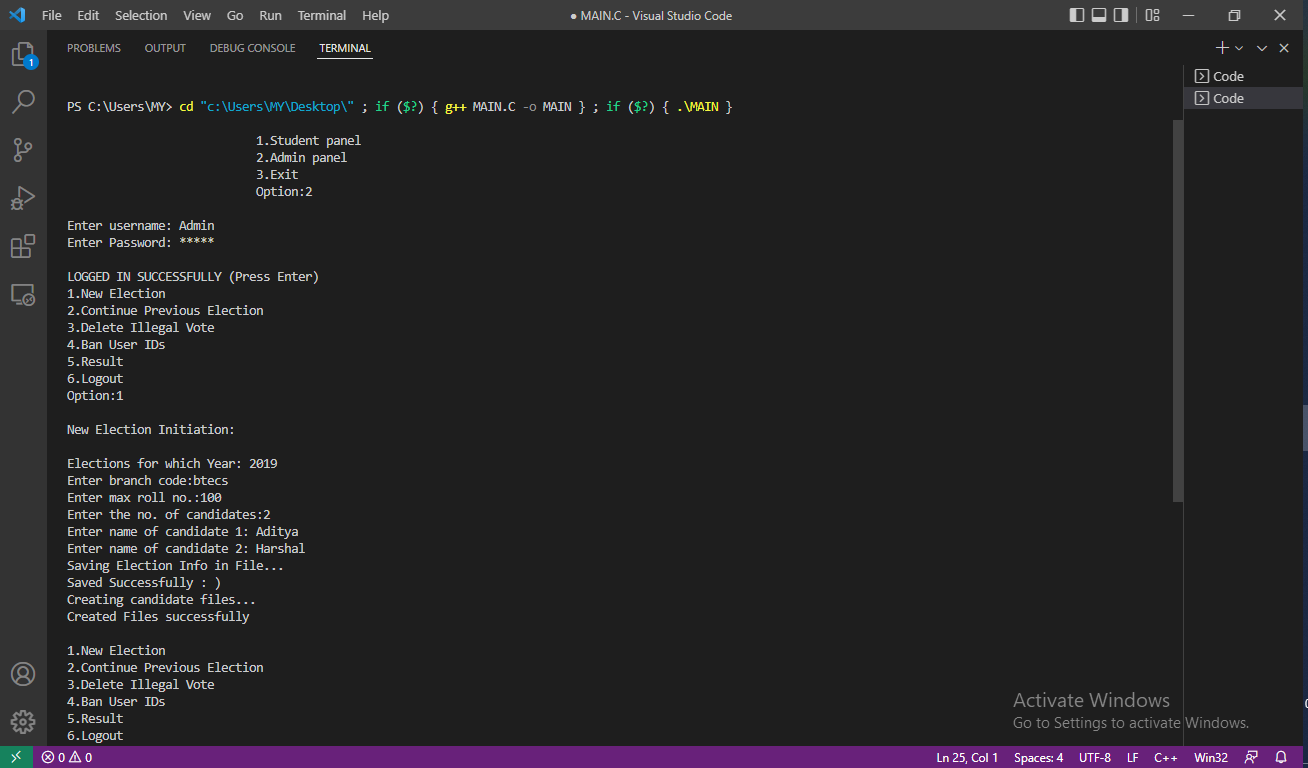 File Edit Selection View Go Run Terminal Help ● MAIN.C - Visual Studio Code
PROBLEMS OUTPUT DEBUG CONSOLE TERMINAL
1
Code
Code
PS C:\Users\MY> cd "c:\Users\MY\Desktop\" ; if ($?) { g++ MAIN.C -o MAIN } ; if ($?) { .\MAIN }
1.Student panel
2.Admin panel
3.Exit
Option:2
Enter username: Admin
Enter Password: *****
LOGGED IN SUCCESSFULLY (Press Enter)
1.New Election
2.Continue Previous Election
3.Delete Illegal Vote
4.Ban User IDs
5.Result
6.Logout
Option:1
New Election Initiation:
Elections for which Year: 2019
Enter branch code:btecs
Enter max roll no.:100
Enter the no. of candidates:2
Enter name of candidate 1: Aditya
Enter name of candidate 2: Harshal
Saving Election Info in File...
Saved Successfully : )
Creating candidate files...
Created Files successfully
1.New Election
2.Continue Previous Election
3.Delete Illegal Vote
4.Ban User IDs
5.Result
6.Logout
Activate Windows
Go to Settings to activate Windows.
0 0 Ln 25, Col 1 Spaces: 4 UTF-8 LF C++ Win32